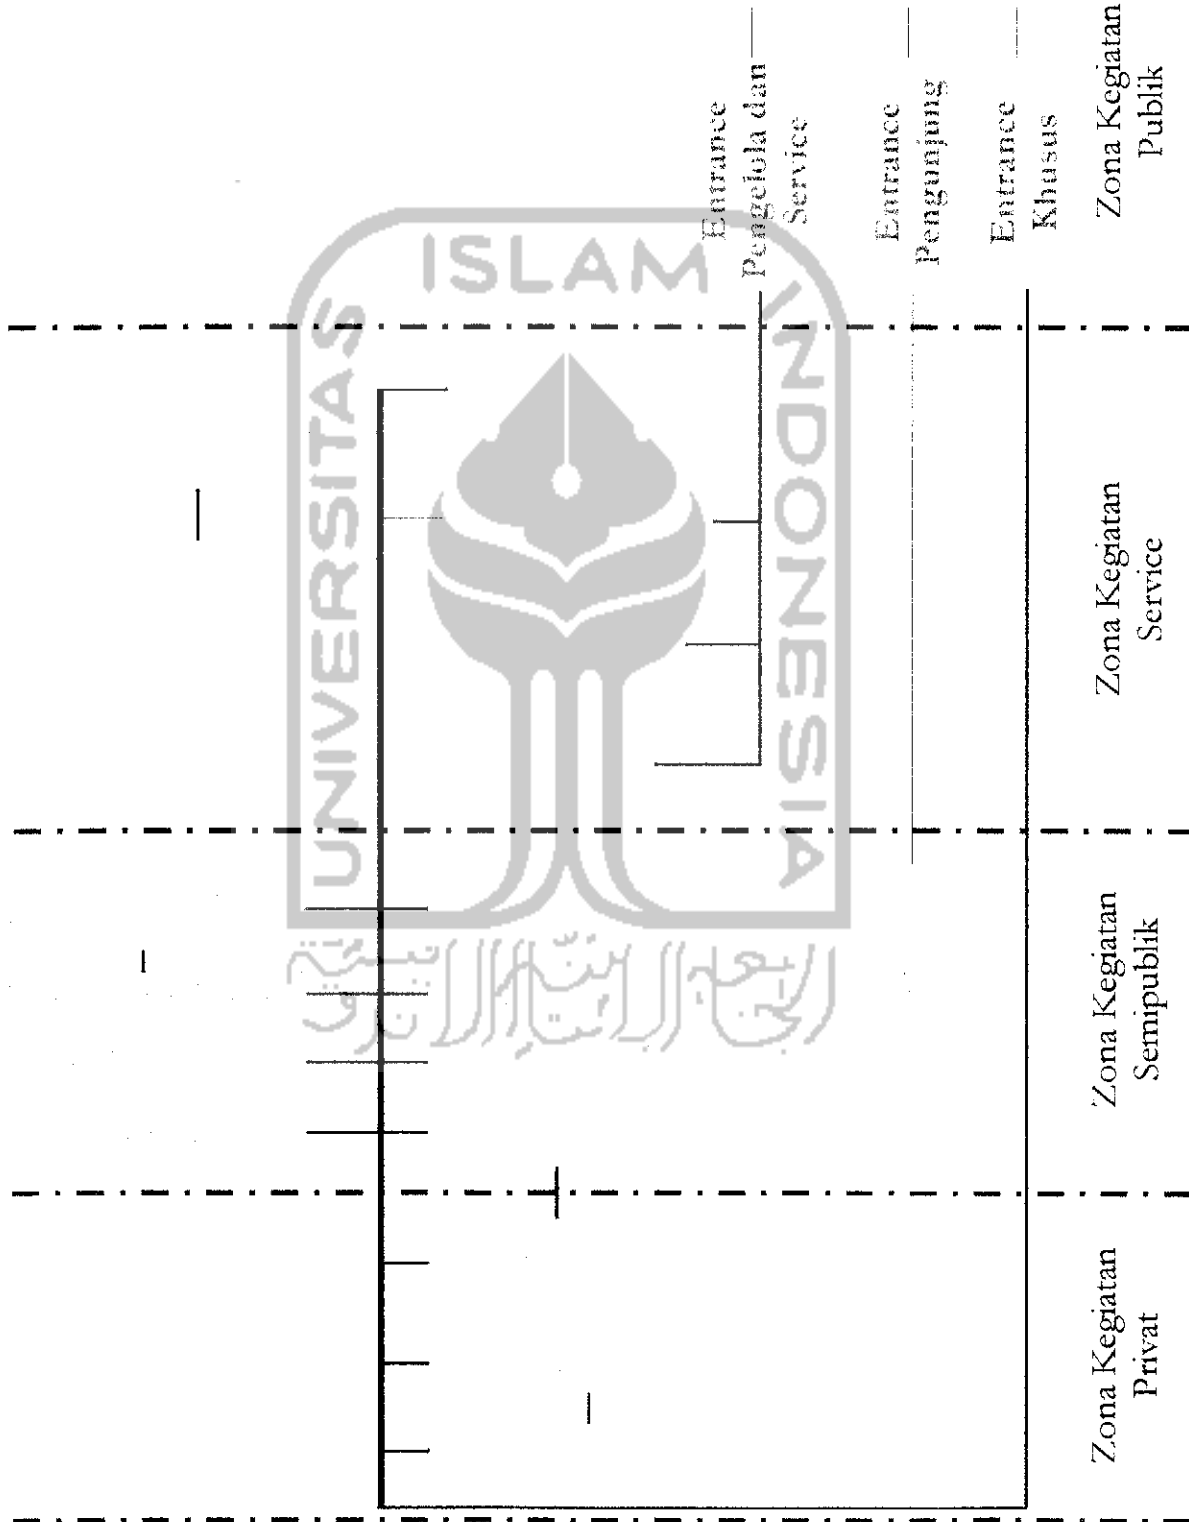 Entrance
Pengelola dan
Service
Entrance
Pengunjung
Entrance
Khusus
Zona Kegiatan
Publik
Zona Kegiatan
Service
Zona Kegiatan
Semipublik
Zona Kegiatan
Privat
UNIVERSITAS
ISLAM
INDONESIA